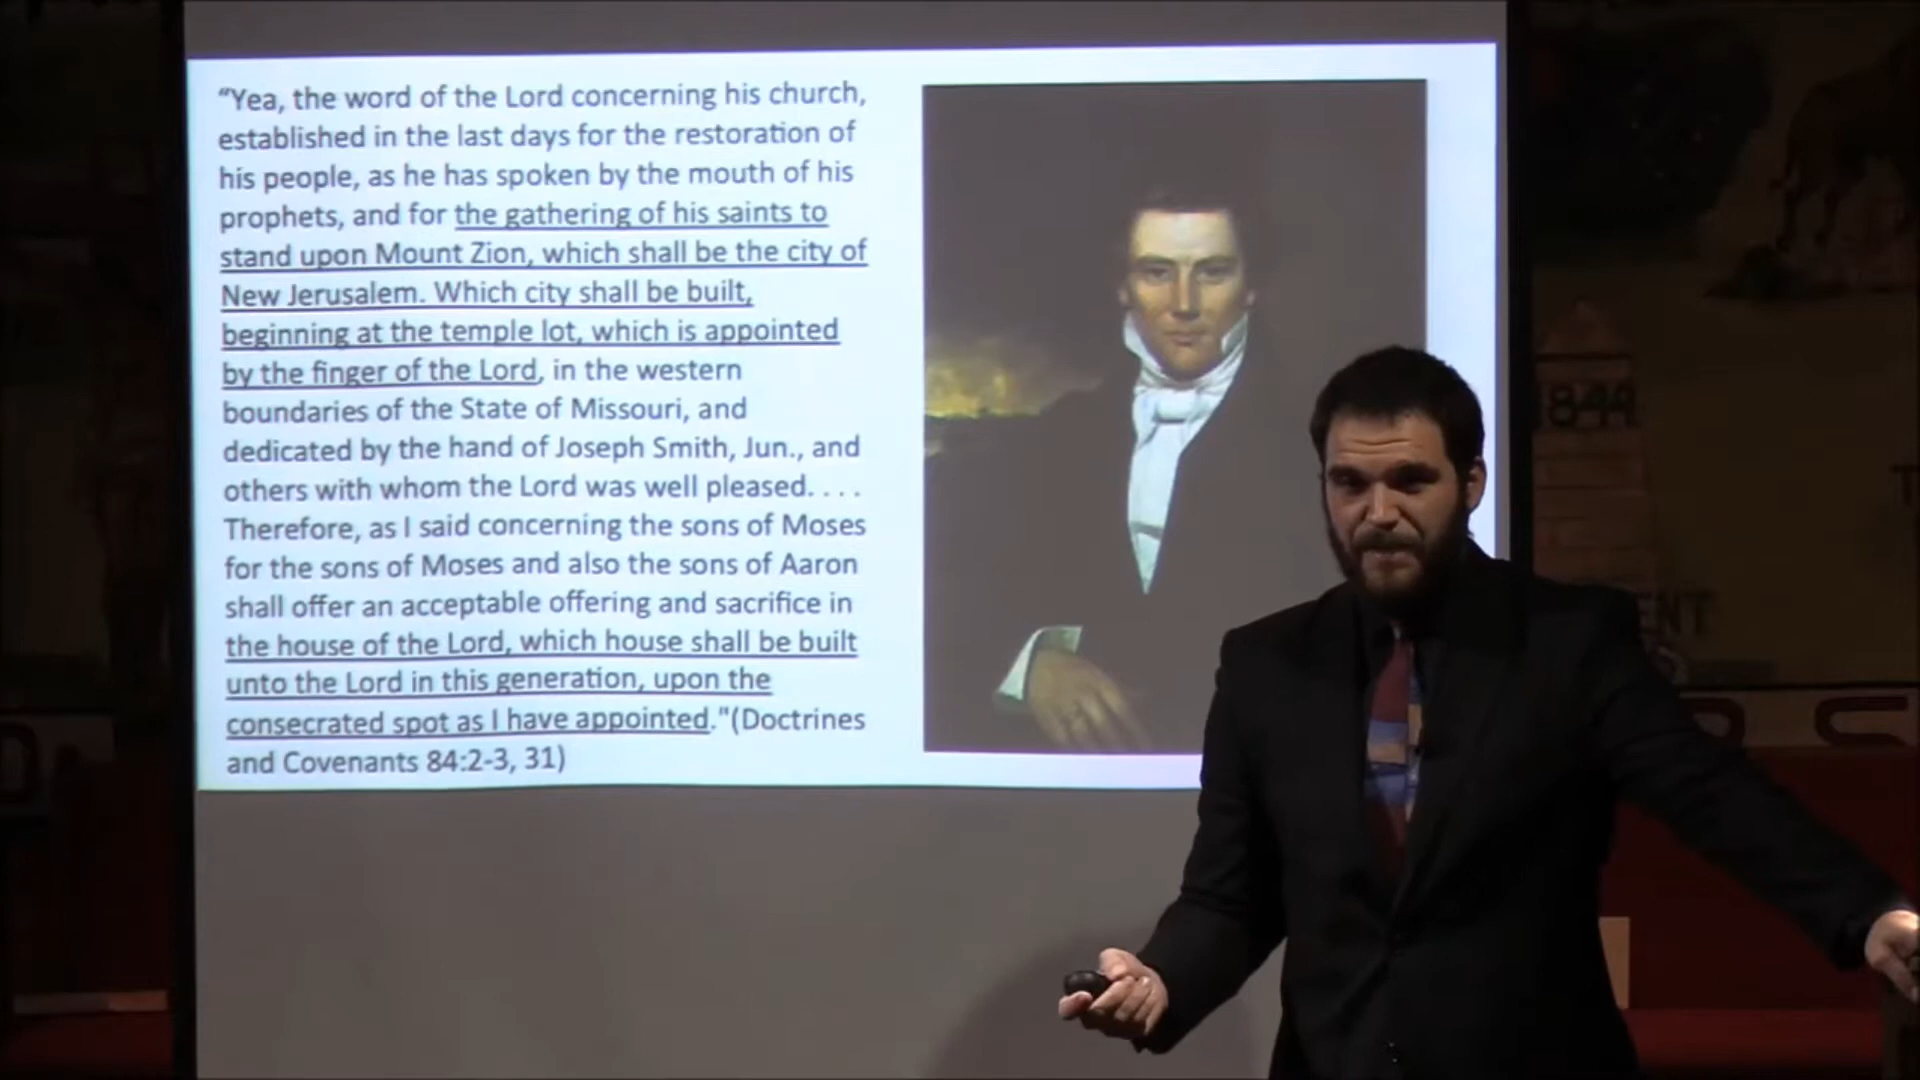 “Yea, the word of the Lord concerning his church,
established in the last days for the restoration of
his people, as he has spoken by the mouth of his
prophets, and for the gathering of his saints to
stand upon Mount Zion, which shall be the city of
New Jerusalem. Which city shall be built,
beginning at the temple lot, which is appointed
by the finger of the Lord, in the western
boundaries of the State of Missouri, and
dedicated by the hand of Joseph Smith, Jun., and
others with whom the Lord was well pleased. . . .
Therefore, as I said concerning the sons of Moses
for the sons of Moses and also the sons of Aaron
shall offer an acceptable offering and sacrifice in
the house of the Lord, which house shall be built
unto the Lord in this generation, upon the
consecrated spot as I have appointed."(Doctrines
and Covenants 84:2-3, 31)
1844